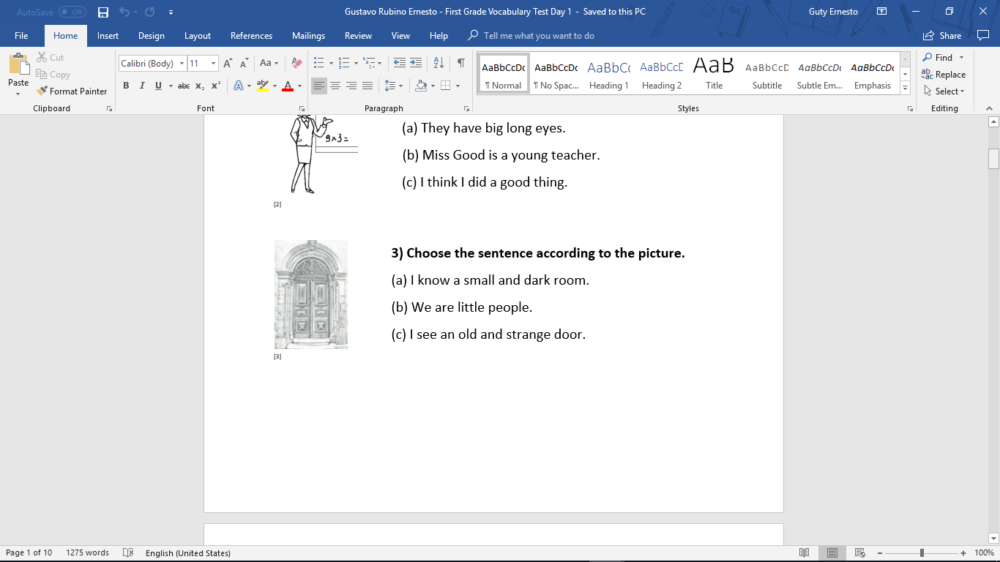 AutoSave Off
Gustavo Rubino Ernesto - First Grade Vocabulary Test Day 1 - Saved to this PC
Guty Ernesto
File Home Insert Design Layout References Mailings Review View Help Tell me what you want to do Share
Paste
Cut
Copy
Format Painter
Clipboard
Calibri (Body) 11 A A Aa
B I U abc x₂ x² A ab A
Font
Paragraph
AaBbCcDc AaBbCcDc AaBbC( AaBbCcD AaB AaBbCcD AaBbCcDc AaBbCcDc
¶ Normal ¶ No Spac... Heading 1 Heading 2 Title Subtitle Subtle Em... Emphasis
Styles
Find
Replace
Select
Editing
9x3=
(a) They have big long eyes.
(b) Miss Good is a young teacher.
(c) I think I did a good thing.
[2]
3) Choose the sentence according to the picture.
(a) I know a small and dark room.
(b) We are little people.
(c) I see an old and strange door.
[3]
Page 1 of 10 1275 words English (United States) 100%